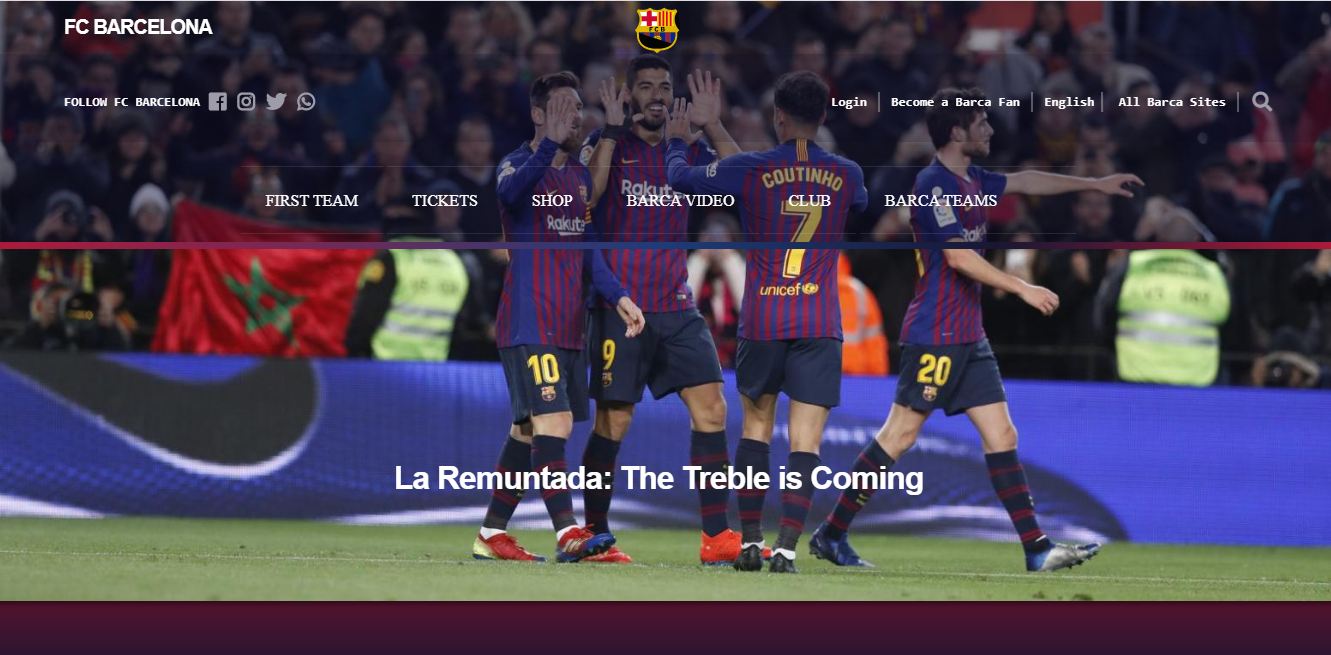 FC BARCELONA
FCB
FOLLOW FC BARCELONA
Login
Become a Barca Fan
English
All Barca Sites
FIRST TEAM
TICKETS
SHOP
BARCA VIDEO
CLUB
BARCA TEAMS
Rakuten
COUTINHO
7
unicef
10
9
20
La Remuntada: The Treble is Coming